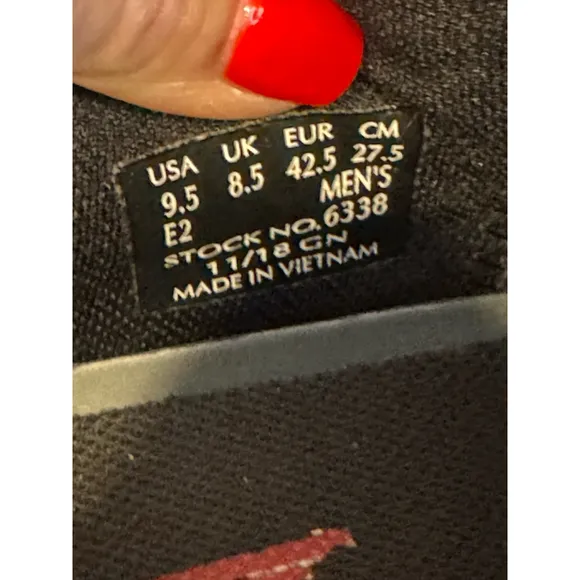 USA UK EUR CM
9.5 8.5 42.5 27.5
E2 MEN'S
STOCK NO. 6338
11/18 GN
MADE IN VIETNAM